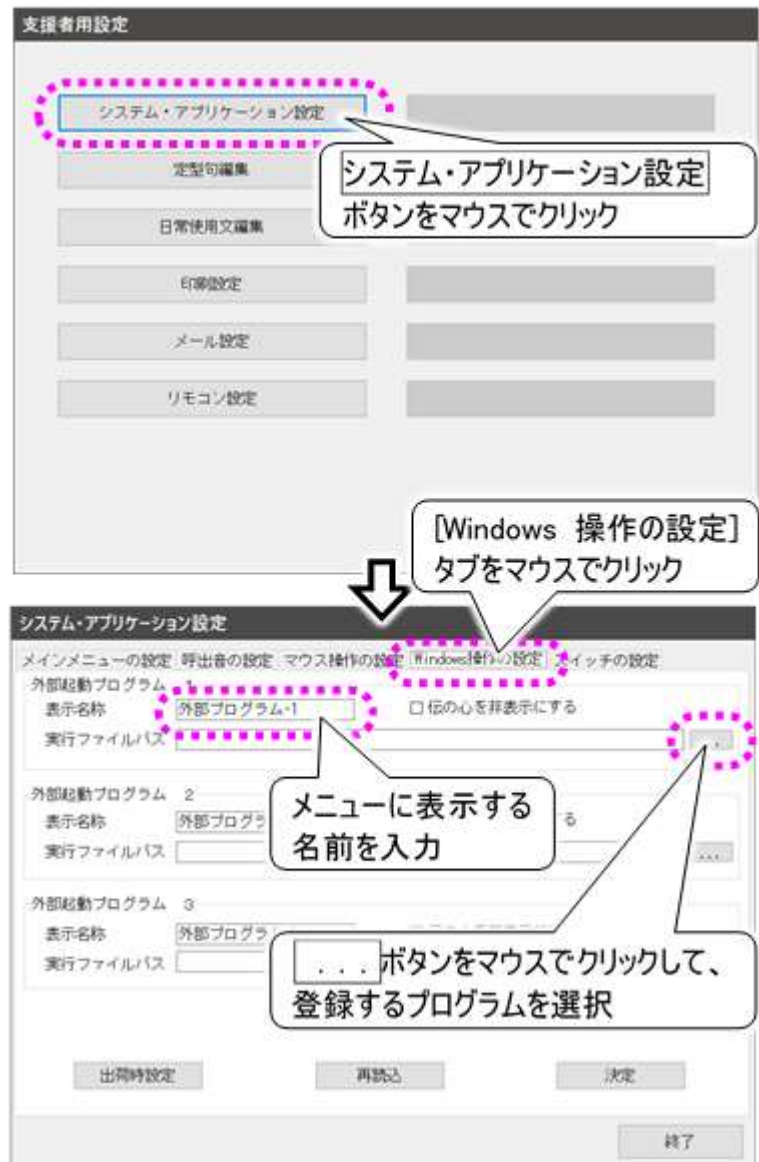 支援者用設定
システム・アプリケーション設定
システム・アプリケーション設定
ボタンをマウスでクリック
定型句編集
日常使用文編集
印刷設定
メール設定
リモコン設定
[Windows 操作の設定]
タブをマウスでクリック
システム・アプリケーション設定
メインメニューの設定 呼出音の設定 マウス操作の設定 Windows操作の設定 スイッチの設定
外部起動プログラム 1
表示名称 外部プログラム-1 伝の心を非表示にする
実行ファイルパス ...
メニューに表示する
名前を入力
外部起動プログラム 2
表示名称 外部プログラ る
実行ファイルパス ...
外部起動プログラム 3
表示名称 外部プログラ
実行ファイルパス
...ボタンをマウスでクリックして、
登録するプログラムを選択
出荷時設定 再読込 決定
終了